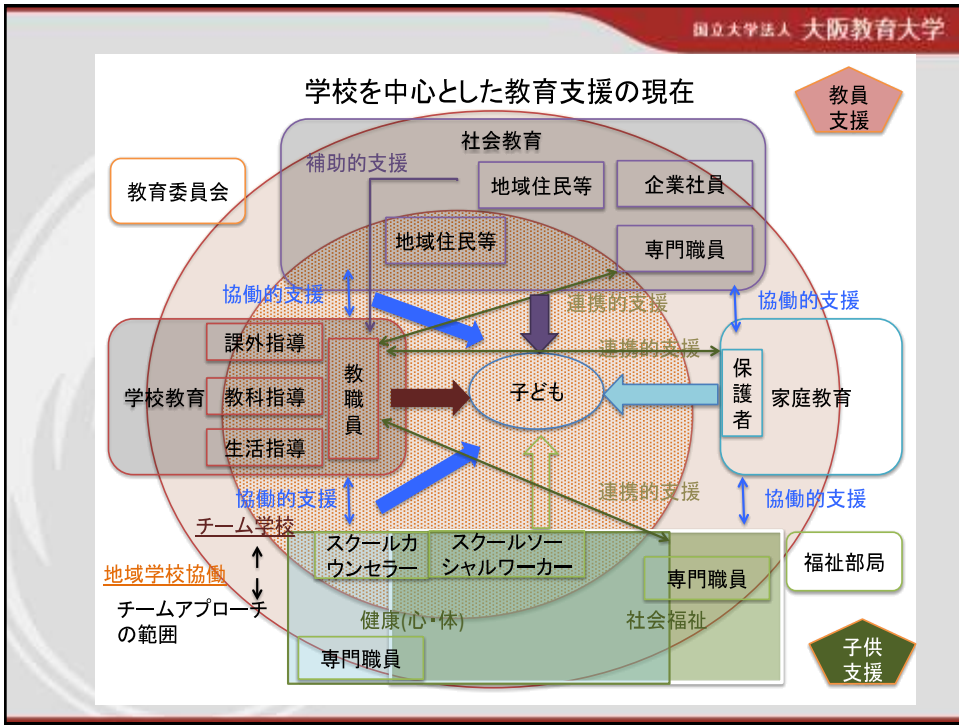 国立大学法人 大阪教育大学
学校を中心とした教育支援の現在
教員
支援
社会教育
補助的支援
教育委員会
地域住民等
企業社員
地域住民等
専門職員
協働的支援
連携的支援
協働的支援
連携的支援
学校教育
課外指導
教科指導
生活指導
教職員
子ども
保護者
家庭教育
協働的支援
連携的支援
協働的支援
チーム学校
地域学校協働
チームアプローチ
の範囲
スクールカ
ウンセラー
スクールソー
シャルワーカー
専門職員
福祉部局
健康(心・体)
社会福祉
専門職員
子供
支援